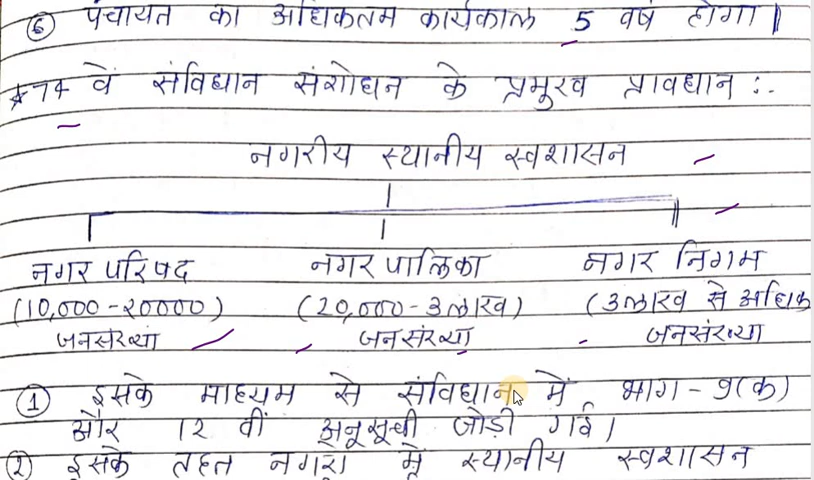 ⑥ पंचायत का अधिकतम कार्यकाल 5 वर्ष होगा।
*74 वें संविधान संशोधन के प्रमुख प्रावधान :-
नगरीय स्थानीय स्वशासन
नगर परिषद नगर पालिका नगर निगम
(10,000-20000) (20,000-3लाख) (3लाख से अधिक
जनसंख्या जनसंख्या जनसंख्या
① इसके माध्यम से संविधान में भाग-9(क)
और 12 वीं अनुसूची जोड़ी गई।
② इसके तहत नगरों में स्थानीय स्वशासन